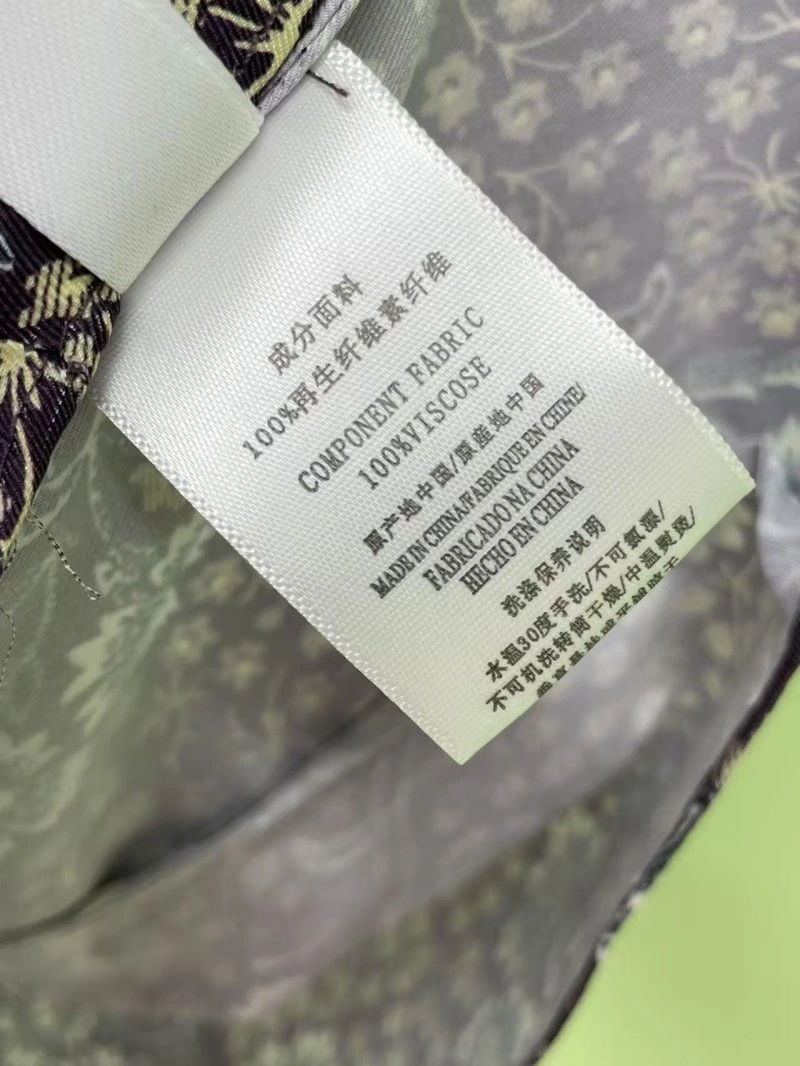 成分面料
100%再生纤维素纤维
COMPONENT FABRIC
100%VISCOSE
原产地中国/原産地中国
MADE IN CHINA/FABRIQUE EN CHINE/
FABRICADO NA CHINA
HECHO EN CHINA
洗涤保养说明
水温30度手洗/不可氯漂/
不可机洗转筒干燥/中温熨烫/